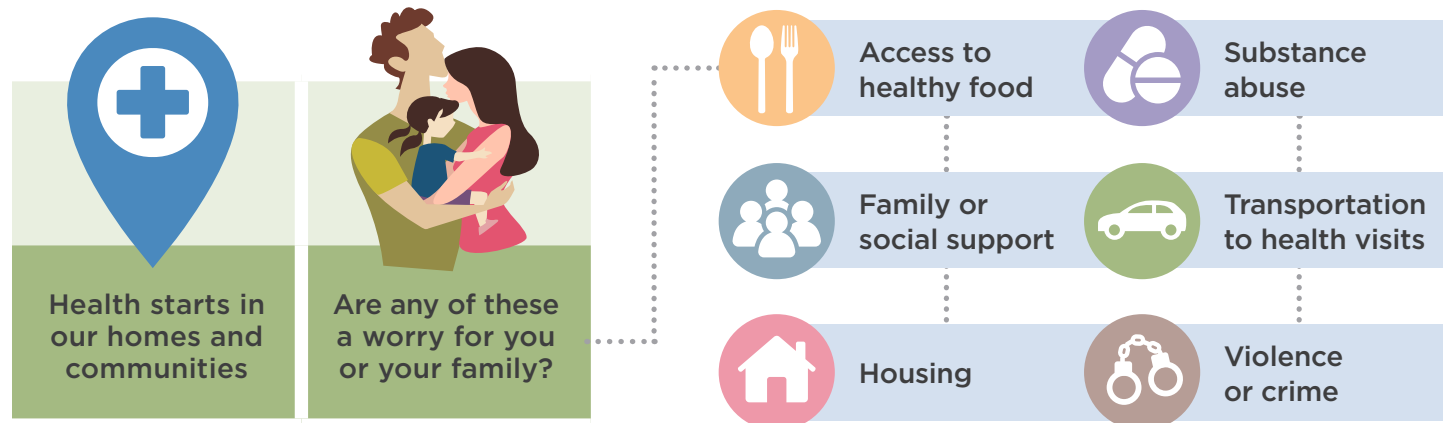 Health starts in
our homes and
communities
Are any of these
a worry for you
or your family?
Access to
healthy food
Substance
abuse
Family or
social support
Transportation
to health visits
Housing
Violence
or crime